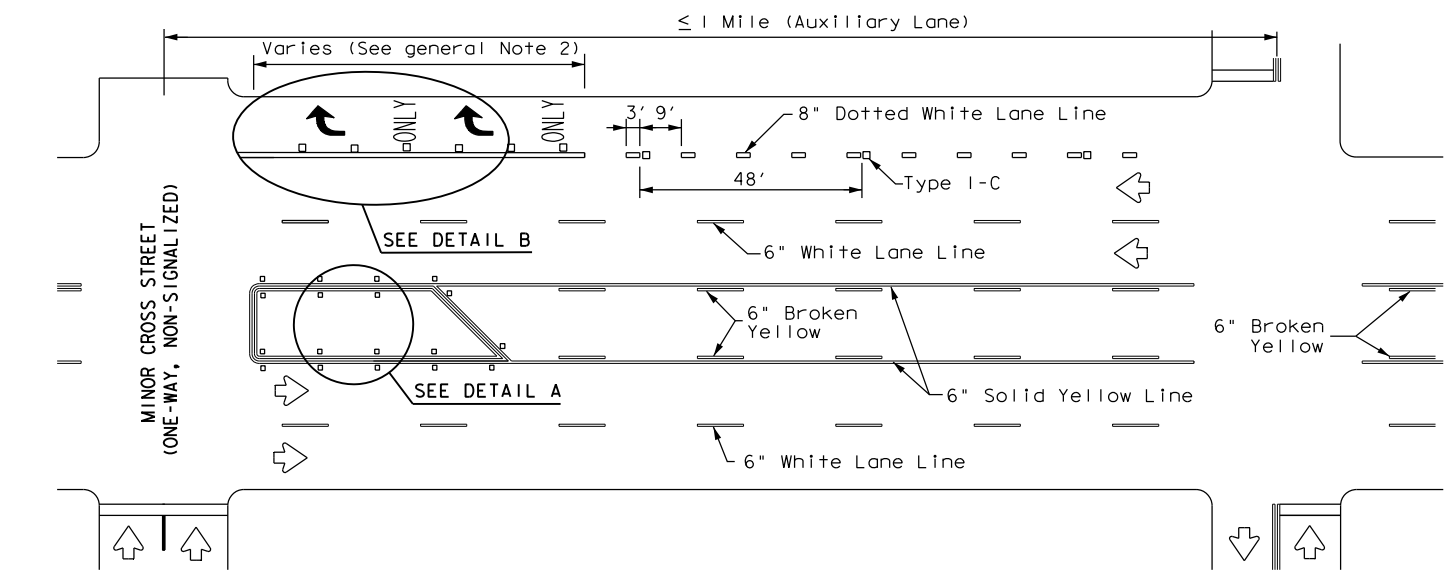 ≤ 1 Mile (Auxiliary Lane)
Varies (See general Note 2)
ONLY
ONLY
3' 9'
8" Dotted White Lane Line
48'
Type I-C
SEE DETAIL B
6" White Lane Line
MINOR CROSS STREET
(ONE-WAY, NON-SIGNALIZED)
6" Broken
Yellow
6" Broken
Yellow
SEE DETAIL A
6" Solid Yellow Line
6" White Lane Line